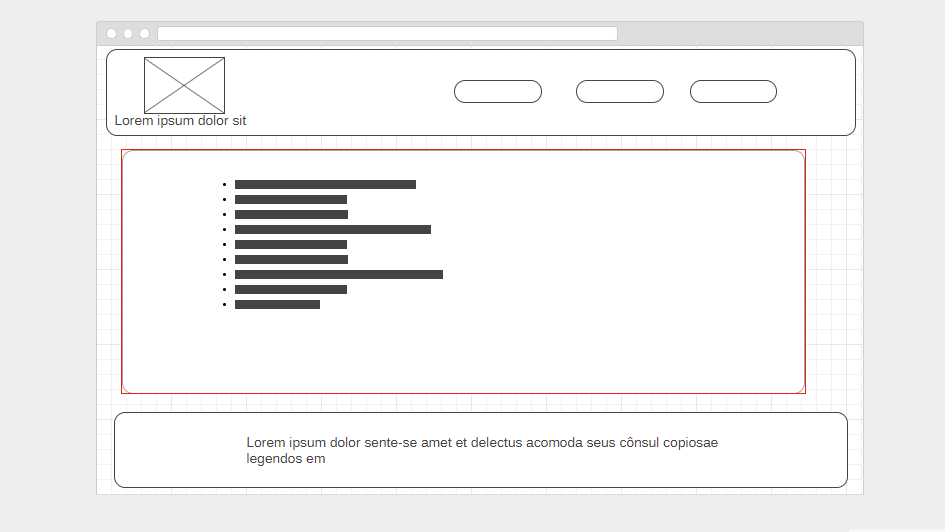 Lorem ipsum dolor sit
Lorem ipsum dolor sente-se amet et delectus acomoda seus cônsul copiosae
legendos em